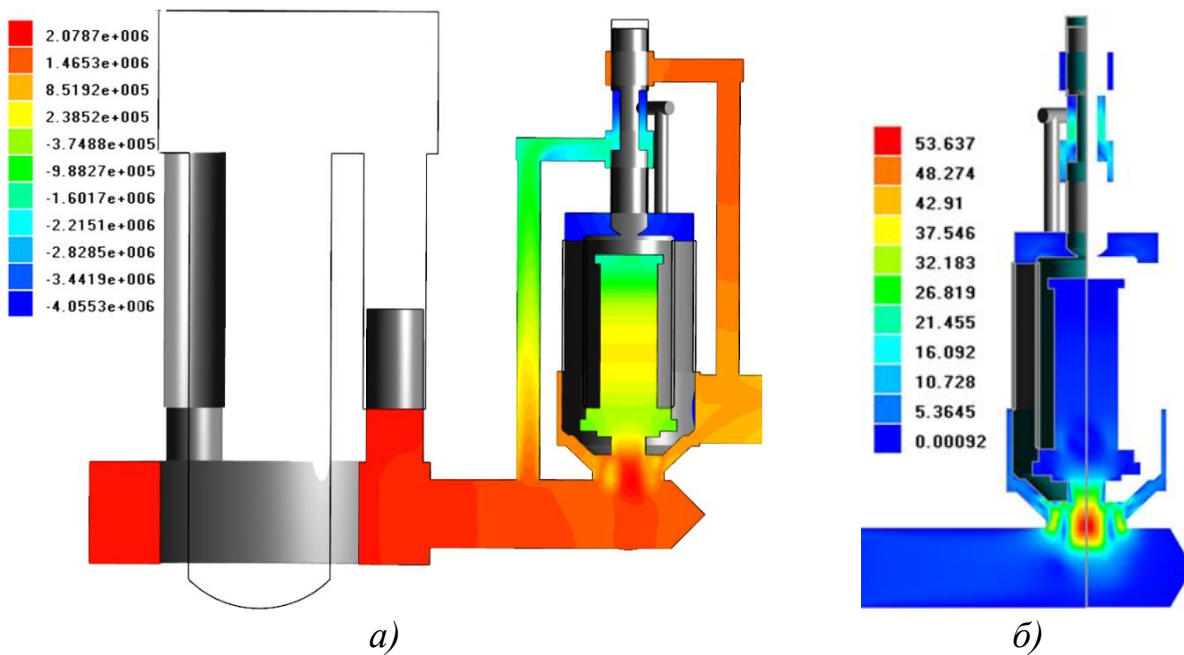 2.0787e+006
1.4653e+006
8.5192e+005
2.3852e+005
-3.7488e+005
-9.8827e+005
-1.6017e+006
-2.2151e+006
-2.8285e+006
-3.4419e+006
-4.0553e+006
53.637
48.274
42.91
37.546
32.183
26.819
21.455
16.092
10.728
5.3645
0.00092
а)
б)